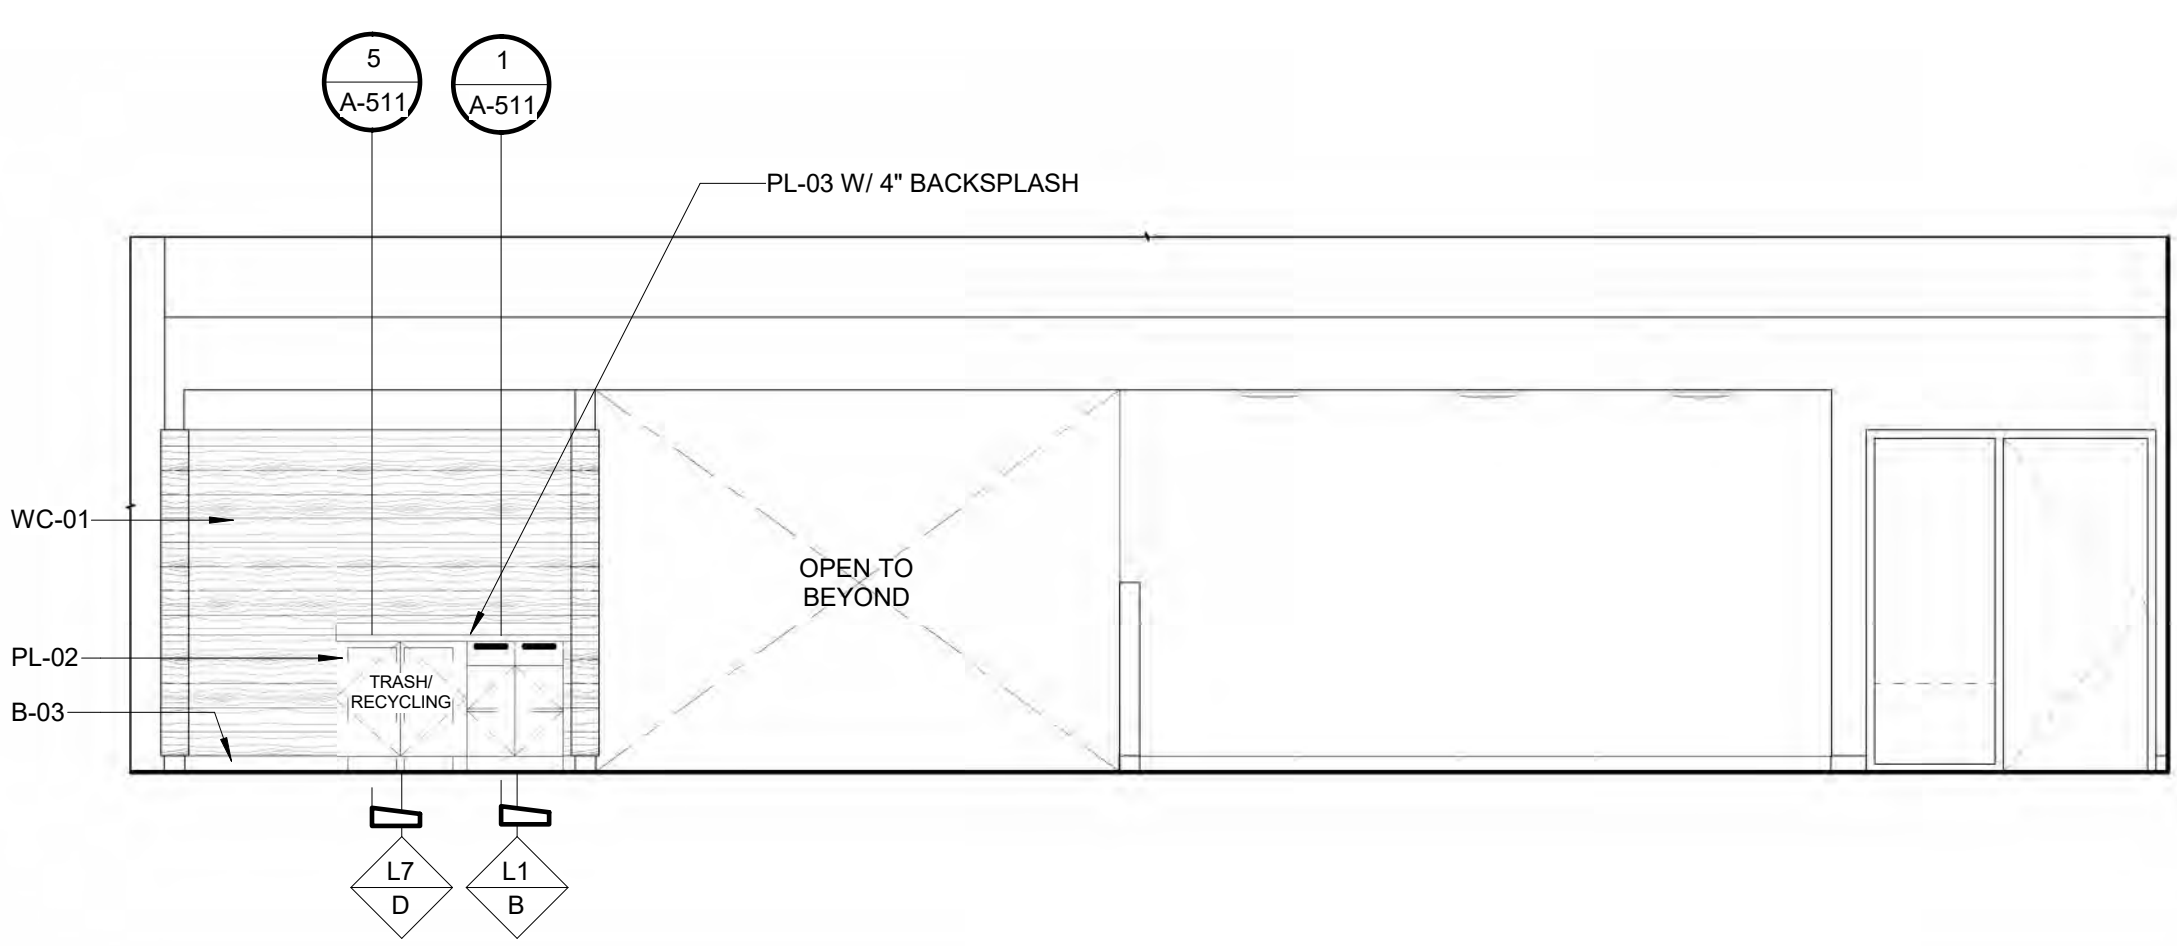 5
A-511
1
A-511
PL-03 W/ 4" BACKSPLASH
WC-01
OPEN TO
BEYOND
PL-02
TRASH/
RECYCLING
B-03
L7
D
L1
B